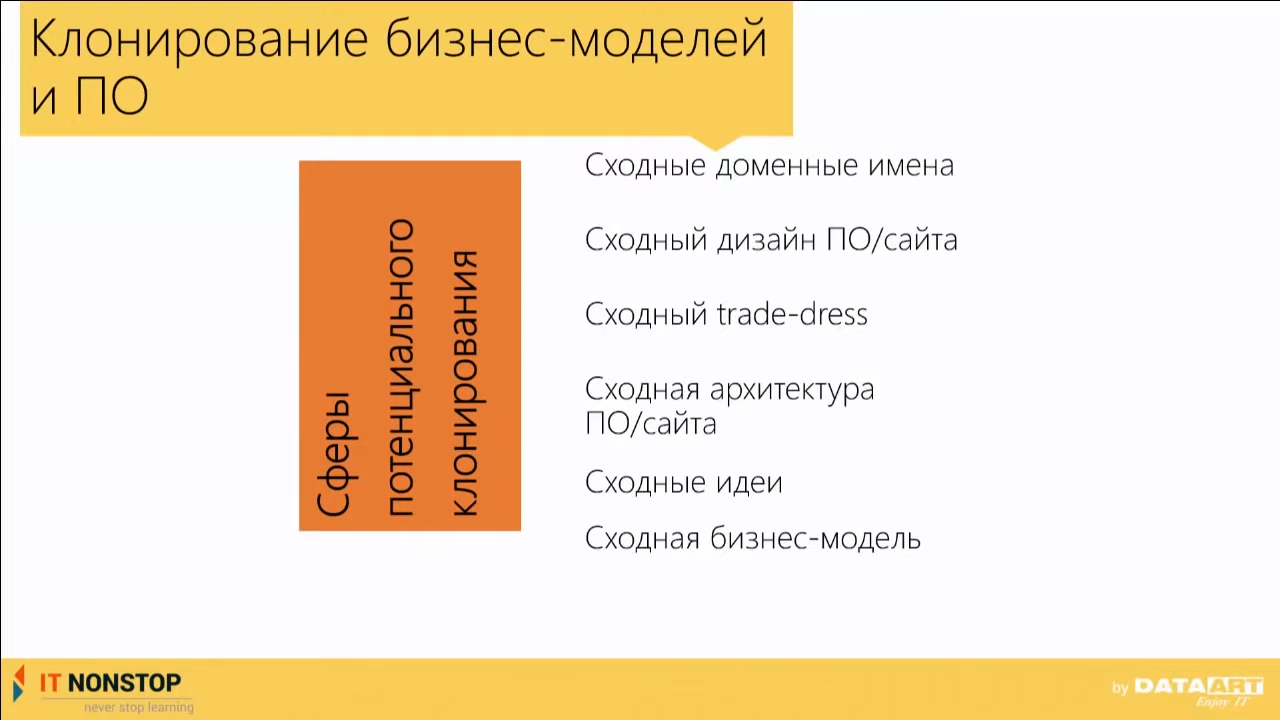 Клонирование бизнес-моделей
и ПО
Сферы
потенциального
клонирования
Сходные доменные имена
Сходный дизайн ПО/сайта
Сходный trade-dress
Сходная архитектура
ПО/сайта
Сходные идеи
Сходная бизнес-модель
IT NONSTOP
never stop learning
by DATAART
Enjoy IT